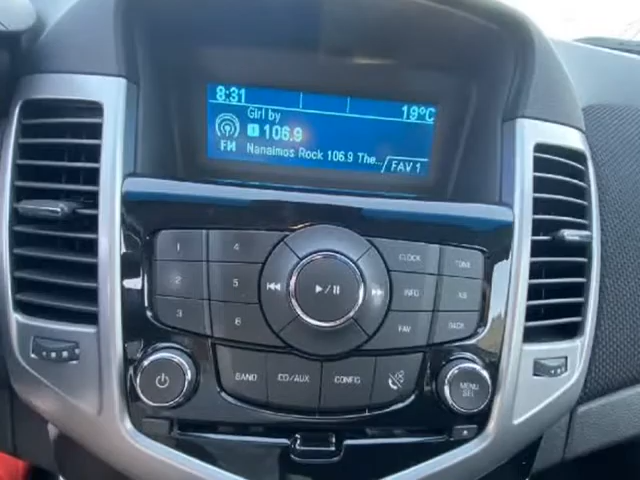 8:31
19°C
Girl by
1 106.9
FM
Nanaimos Rock 106.9 The...
FAV 1
1
4
CLOCK
TONE
2
5
INFO
3
6
FAV
BACK
BAND
CD/AUX
CONFIG
MENU
SEL